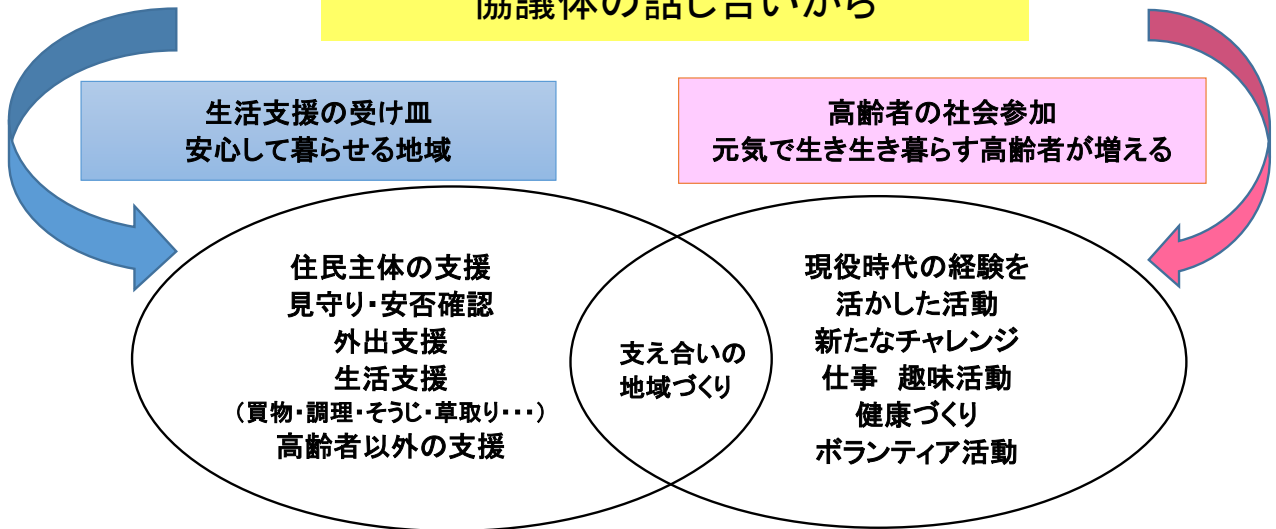 協議体の話し合いから
生活支援の受け皿
安心して暮らせる地域
高齢者の社会参加
元気で生き生き暮らす高齢者が増える
住民主体の支援
見守り・安否確認
外出支援
生活支援
（買物・調理・そうじ・草取り・・・）
高齢者以外の支援
支え合いの
地域づくり
現役時代の経験を
活かした活動
新たなチャレンジ
仕事　趣味活動
健康づくり
ボランティア活動